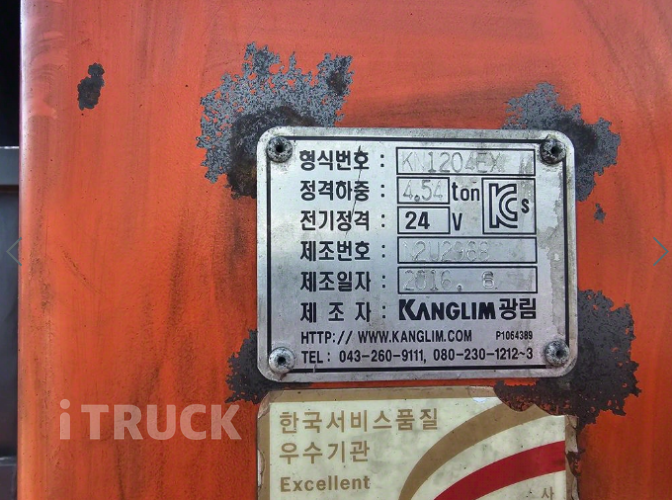 형식번호 : KN1204EX
정격하중 : 4.54 ton
전기정격 : 24 V
KCs
제조번호 :
제조일자 : 2016. 6
제 조 자 : KANGLIM 광림
HTTP:// WWW.KANGLIM.COM P1064389
TEL : 043-260-9111, 080-230-1212~3
iTRUCK
한국서비스품질
우수기관
Excellent
사